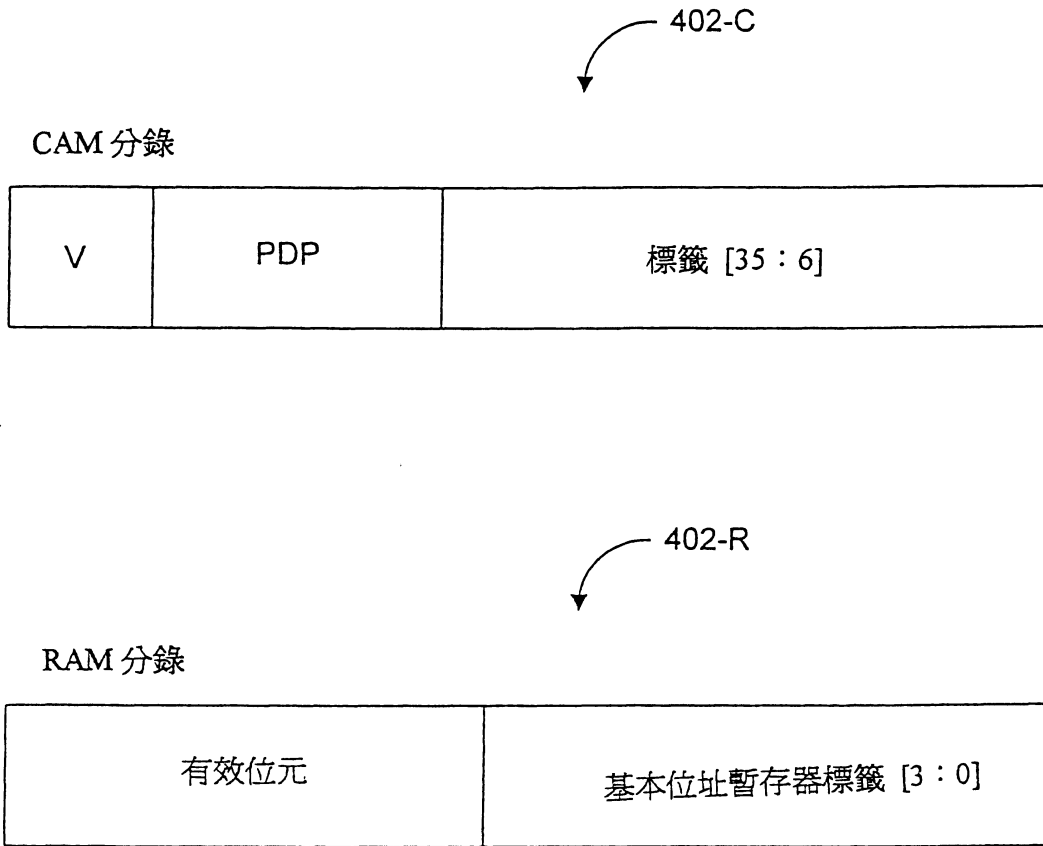 402-C
CAM 分錄
V PDP 標籤 [35：6]
402-R
RAM 分錄
有效位元 基本位址暫存器標籤 [3：0]